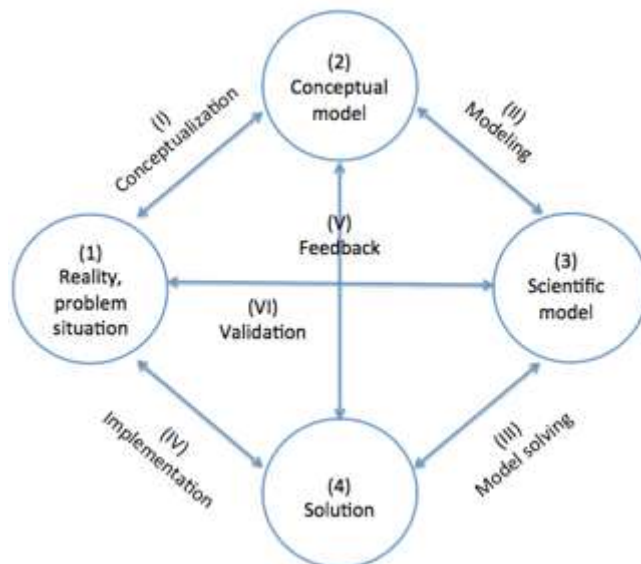 (2)
Conceptual
model
(I)
Conceptualization
(II)
Modeling
(1)
Reality,
problem
situation
(V)
Feedback
(3)
Scientific
model
(VI)
Validation
(IV)
Implementation
(III)
Model solving
(4)
Solution